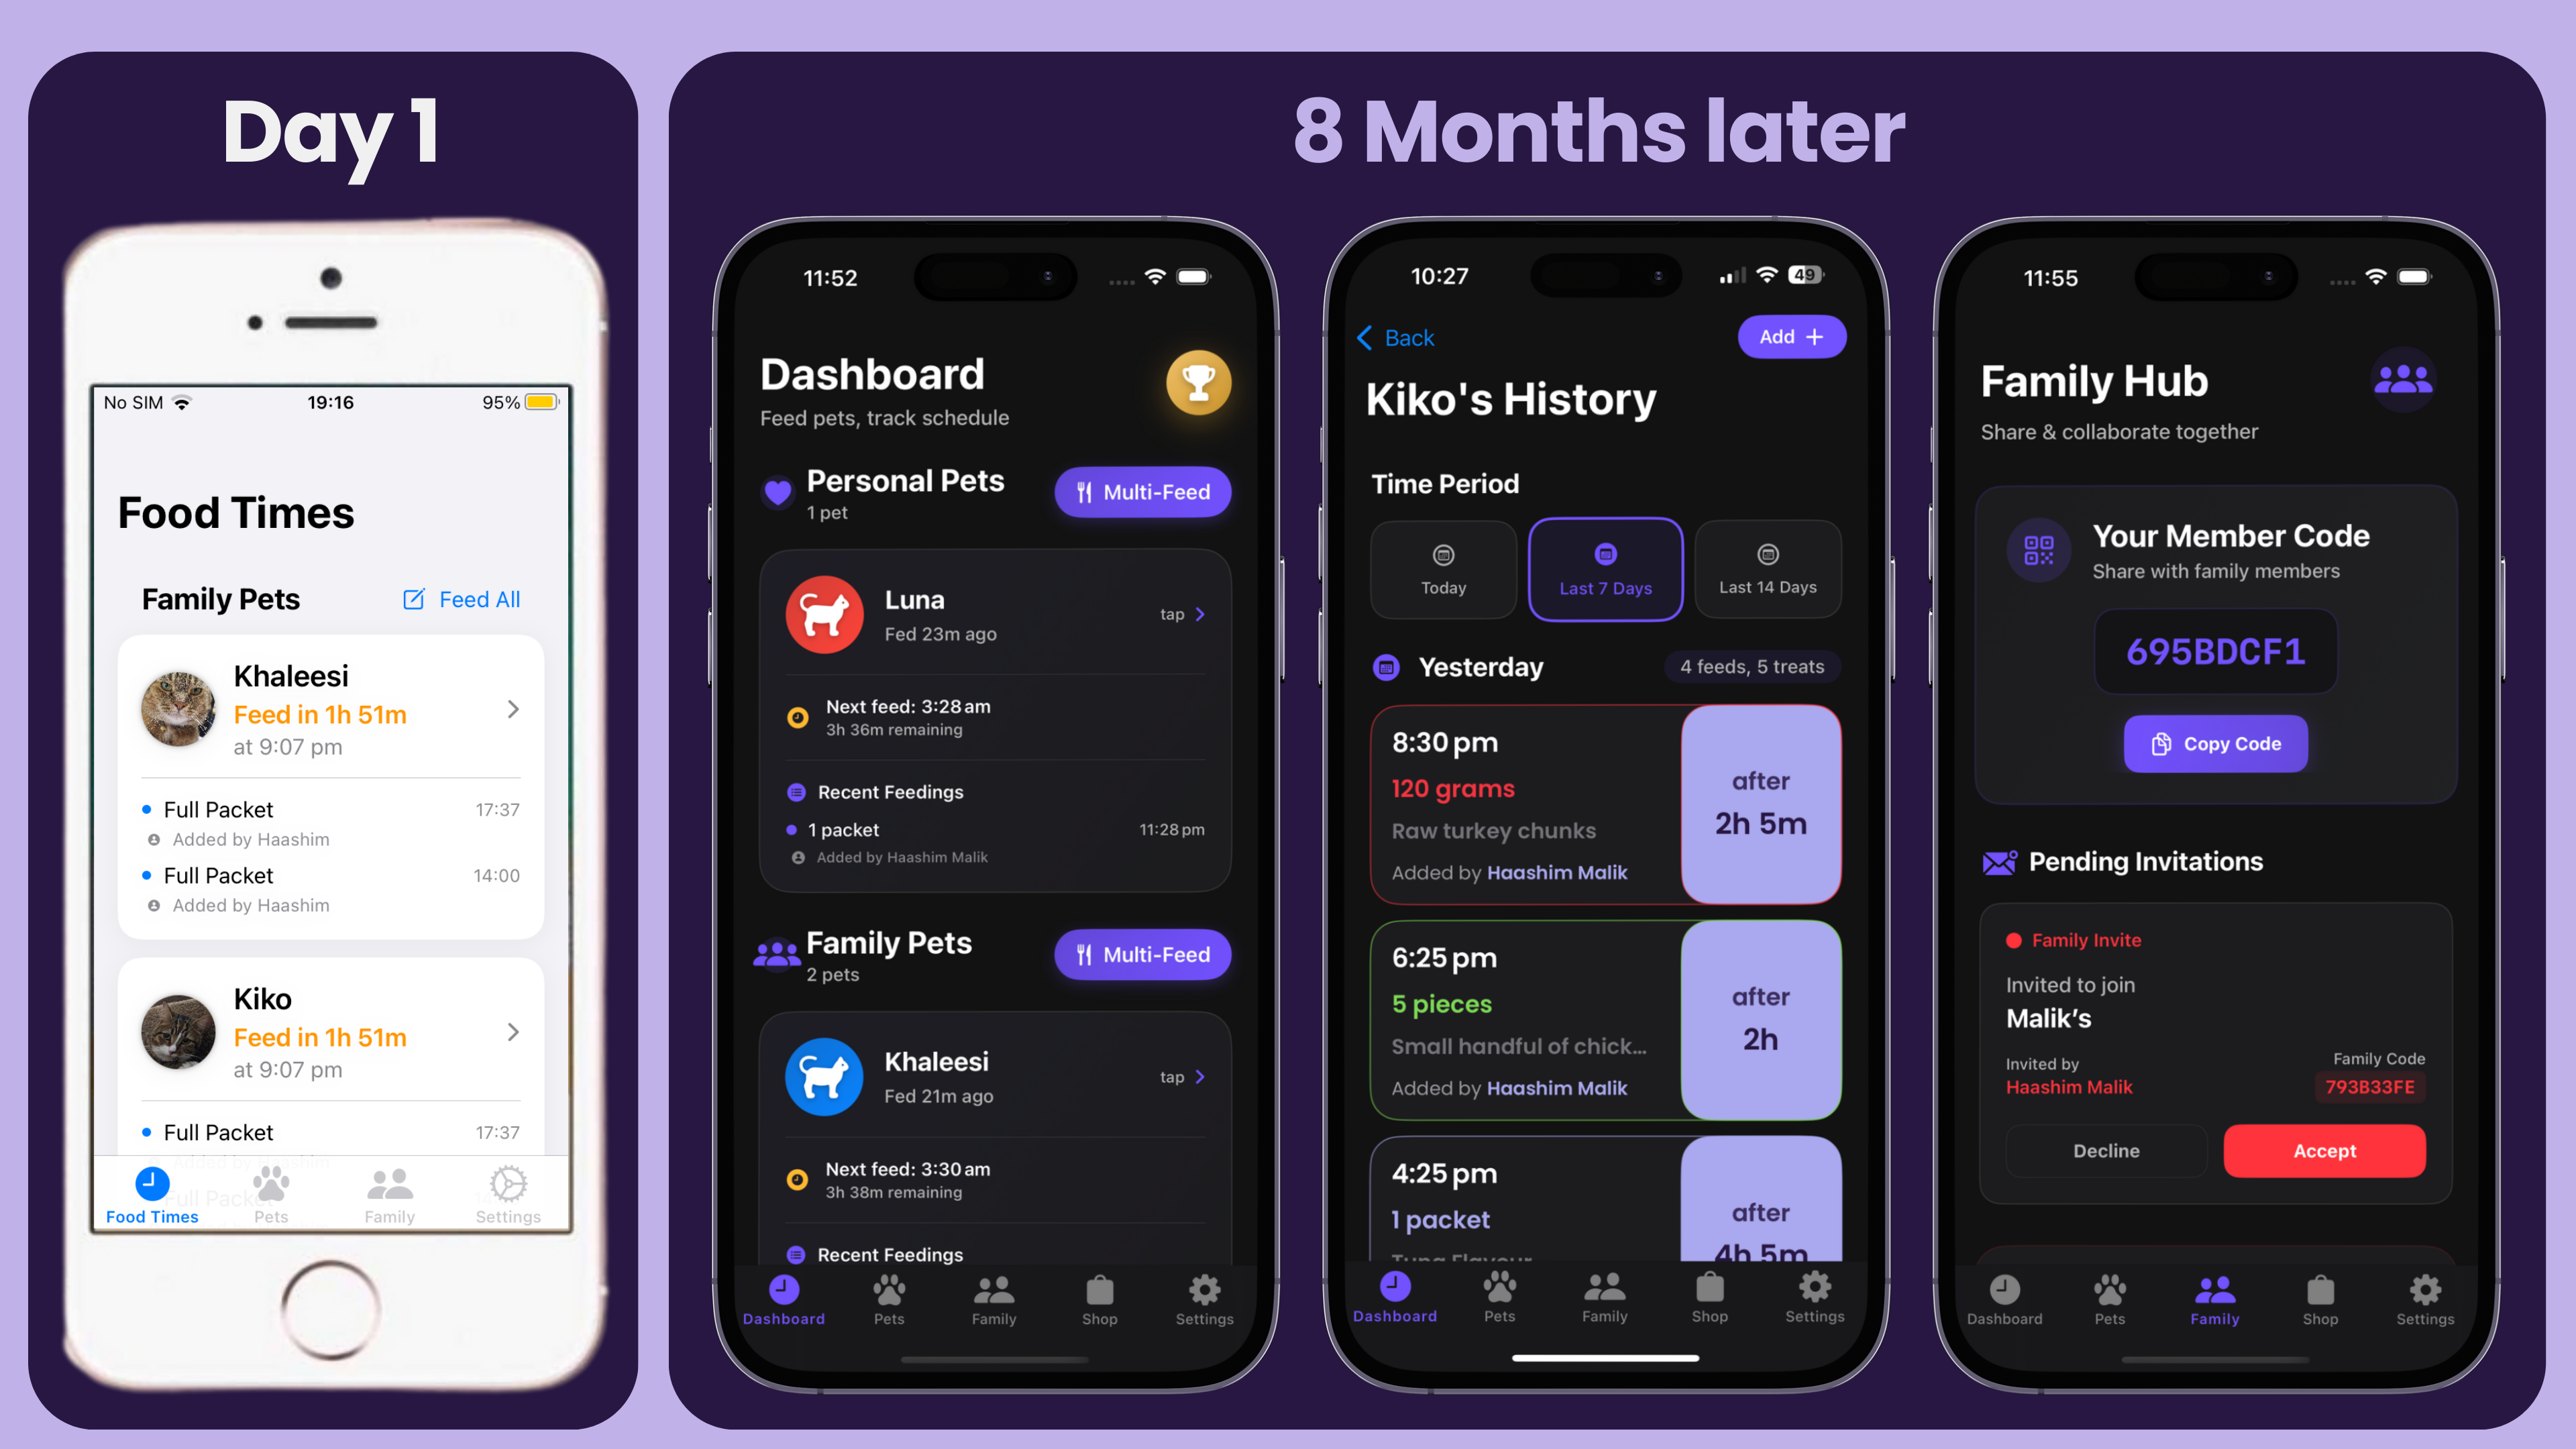 Day 1
No SIM 19:16 95%
Food Times
Family Pets Feed All
Khaleesi
Feed in 1h 51m
at 9:07 pm
Full Packet 17:37
Added by Haashim
Full Packet 14:00
Added by Haashim
Kiko
Feed in 1h 51m
at 9:07 pm
Full Packet 17:37
Added by Haashim
Full Packet
Food Times Pets Family Settings
8 Months later
11:52
Dashboard
Feed pets, track schedule
Personal Pets
1 pet
Multi-Feed
Luna
Fed 23m ago
tap
Next feed: 3:28 am
3h 36m remaining
Recent Feedings
1 packet 11:28 pm
Added by Haashim Malik
Family Pets
2 pets
Multi-Feed
Khaleesi
Fed 21m ago
tap
Next feed: 3:30 am
3h 38m remaining
Recent Feedings
Dashboard Pets Family Shop Settings
10:27 49
Back Add +
Kiko's History
Time Period
Today Last 7 Days Last 14 Days
Yesterday 4 feeds, 5 treats
8:30 pm
120 grams
Raw turkey chunks
Added by Haashim Malik
after
2h 5m
6:25 pm
5 pieces
Small handful of chick...
Added by Haashim Malik
after
2h
4:25 pm
1 packet
Tuna Flavour
after
4h 5m
Dashboard Pets Family Shop Settings
11:55
Family Hub
Share & collaborate together
Your Member Code
Share with family members
695BDCF1
Copy Code
Pending Invitations
Family Invite
Invited to join
Malik’s
Invited by
Haashim Malik
Family Code
793B33FE
Decline Accept
Dashboard Pets Family Shop Settings